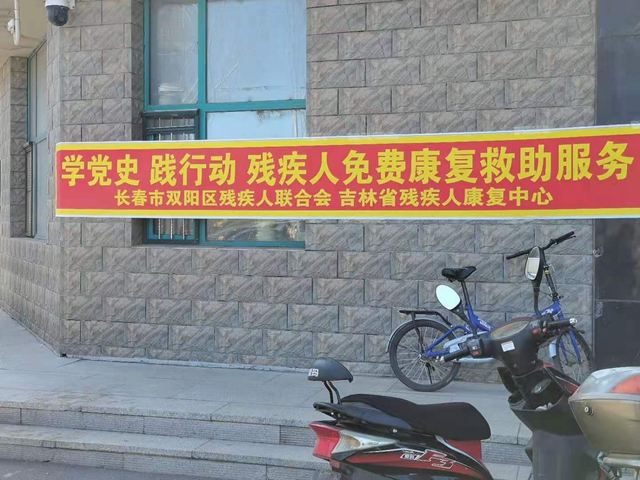 学党史 践行动 残疾人免费康复救助服务
长春市双阳区残疾人联合会 吉林省残疾人康复中心